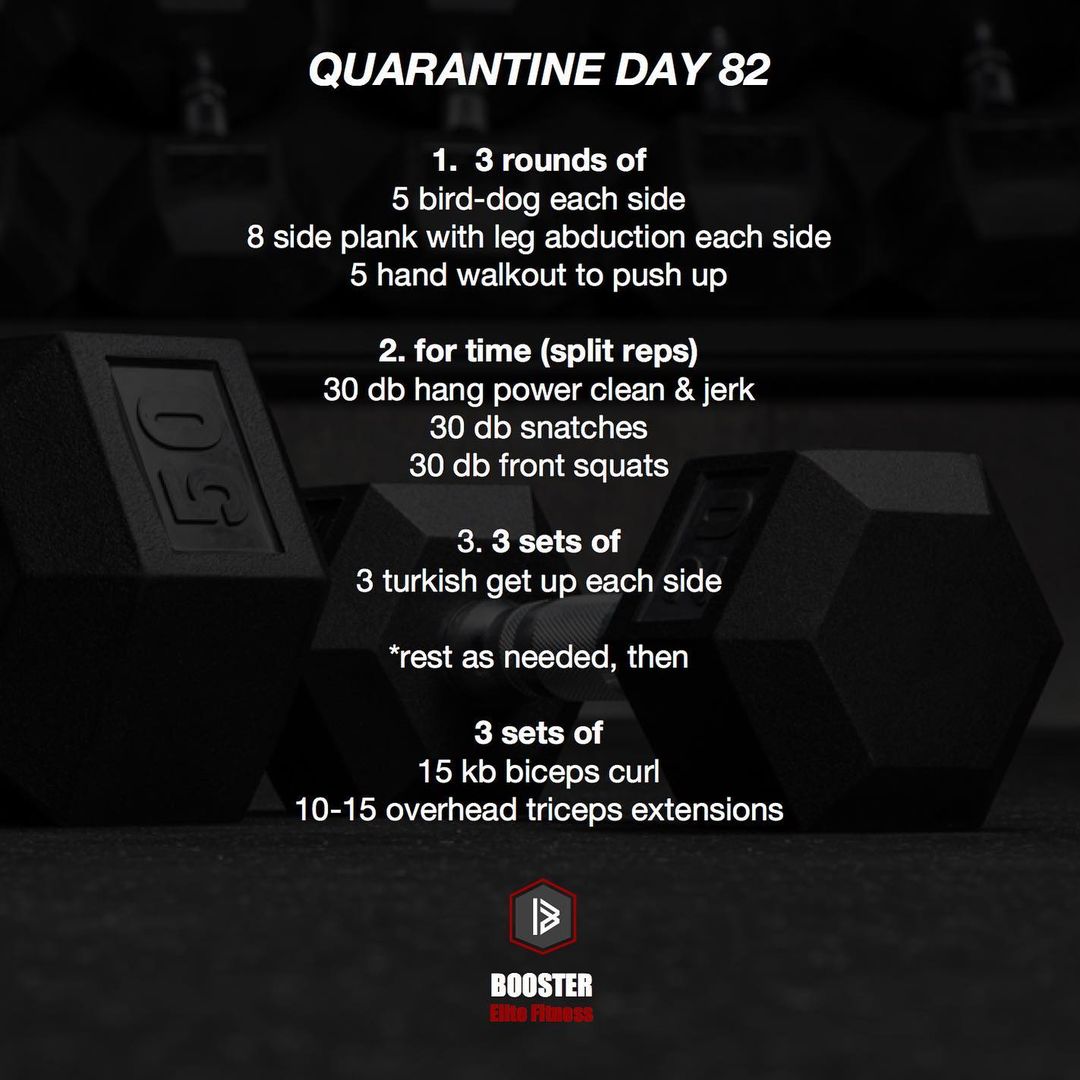 QUARANTINE DAY 82
1. 3 rounds of
5 bird-dog each side
8 side plank with leg abduction each side
5 hand walkout to push up
2. for time (split reps)
30 db hang power clean & jerk
30 db snatches
30 db front squats
3. 3 sets of
3 turkish get up each side
*rest as needed, then
3 sets of
15 kb biceps curl
10-15 overhead triceps extensions
50
B
BOOSTER
Elite Fitness